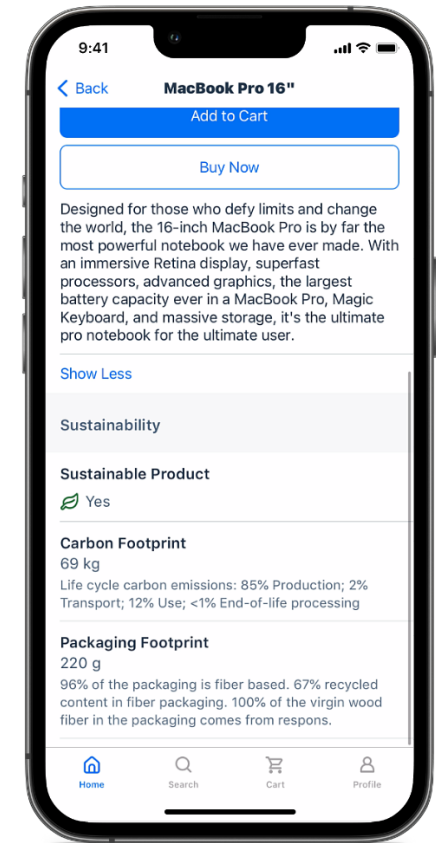 9:41
Back
MacBook Pro 16"
Add to Cart
Buy Now
Designed for those who defy limits and change
the world, the 16-inch MacBook Pro is by far the
most powerful notebook we have ever made. With
an immersive Retina display, superfast
processors, advanced graphics, the largest
battery capacity ever in a MacBook Pro, Magic
Keyboard, and massive storage, it's the ultimate
pro notebook for the ultimate user.
Show Less
Sustainability
Sustainable Product
Yes
Carbon Footprint
69 kg
Life cycle carbon emissions: 85% Production; 2%
Transport; 12% Use; <1% End-of-life processing
Packaging Footprint
220 g
96% of the packaging is fiber based. 67% recycled
content in fiber packaging. 100% of the virgin wood
fiber in the packaging comes from respons.
Home
Search
Cart
Profile